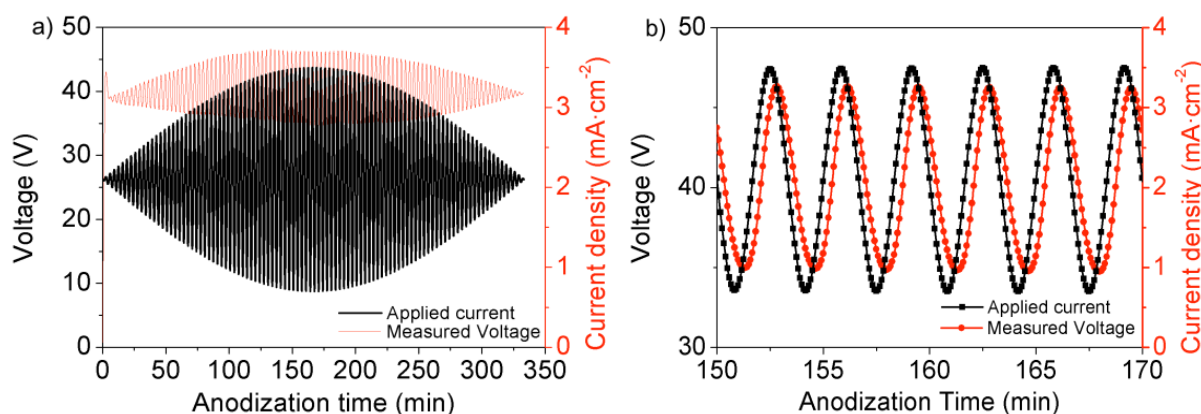 a)
Voltage (V)
50
40
30
20
10
0
0 50 100 150 200 250 300 350
Anodization time (min)
Applied current
Measured Voltage
4
3
2
1
0
Current density (mA·cm⁻²)
b)
Voltage (V)
50
40
30
150 155 160 165 170
Anodization Time (min)
Applied current
Measured Voltage
4
3
2
1
0
Current density (mA·cm⁻²)